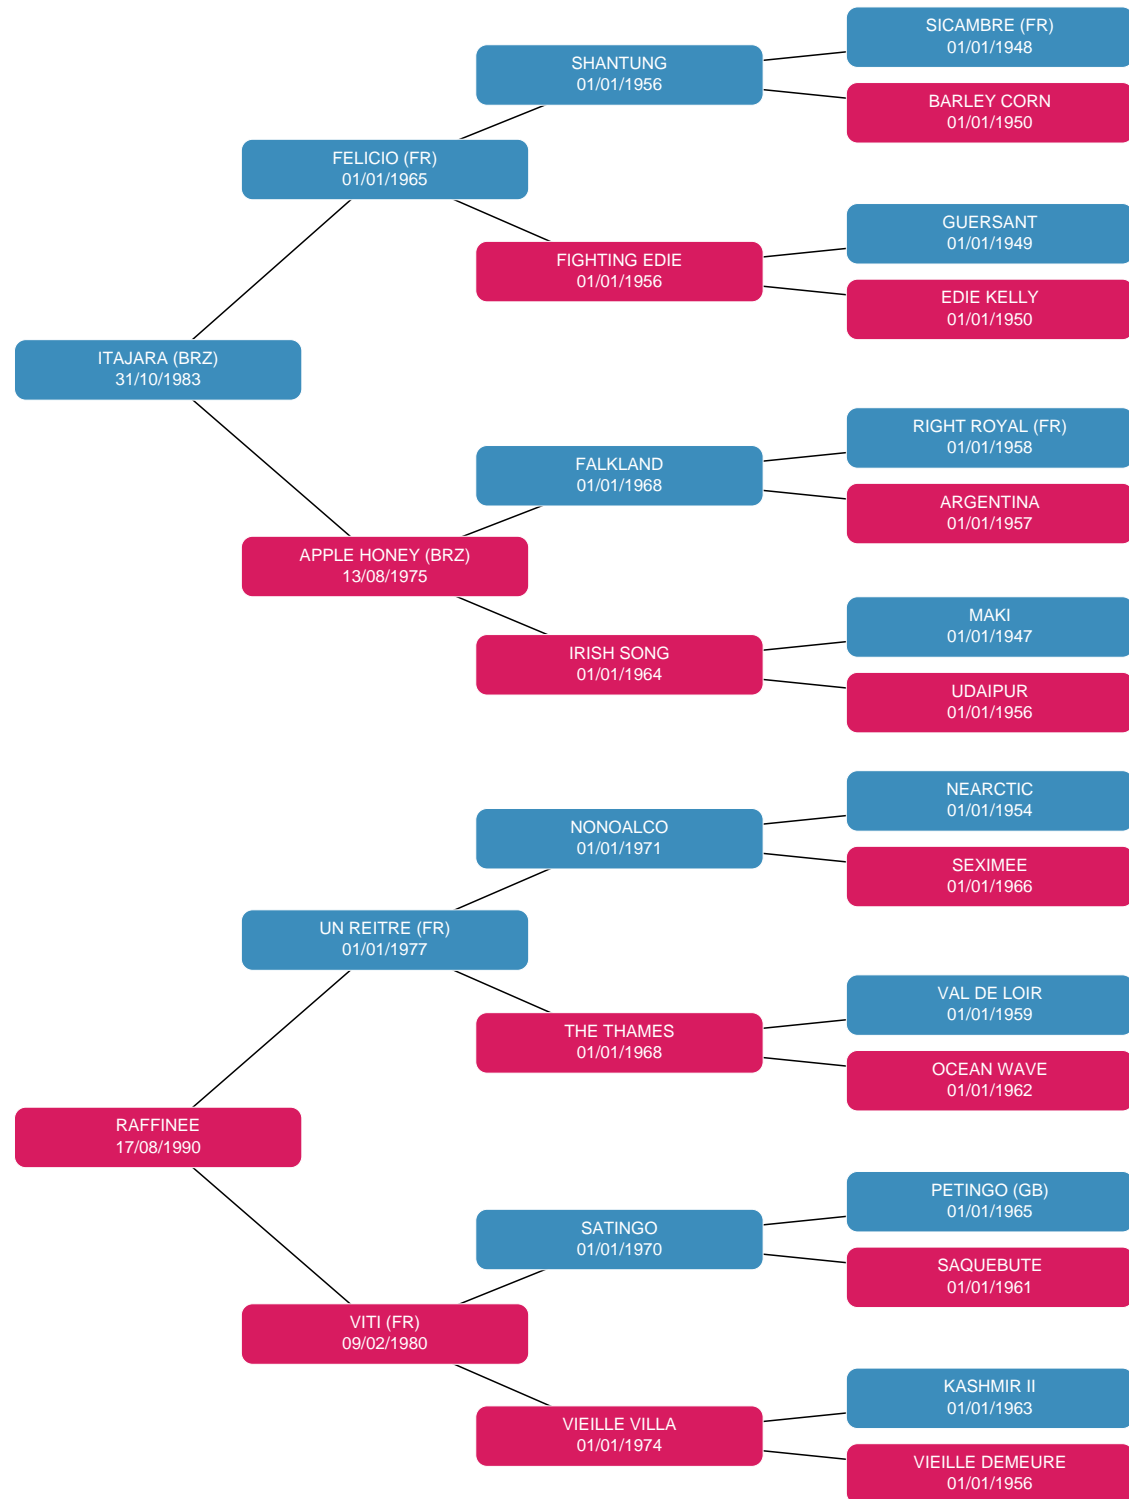 SICAMBRE (FR)
01/01/1948
SHANTUNG
01/01/1956
BARLEY CORN
01/01/1950
FELICIO (FR)
01/01/1965
GUERSANT
01/01/1949
FIGHTING EDIE
01/01/1956
EDIE KELLY
01/01/1950
ITAJARA (BRZ)
31/10/1983
RIGHT ROYAL (FR)
01/01/1958
FALKLAND
01/01/1968
ARGENTINA
01/01/1957
APPLE HONEY (BRZ)
13/08/1975
MAKI
01/01/1947
IRISH SONG
01/01/1964
UDAIPUR
01/01/1956
NEARCTIC
01/01/1954
NONOALCO
01/01/1971
SEXIMEE
01/01/1966
UN REITRE (FR)
01/01/1977
VAL DE LOIR
01/01/1959
THE THAMES
01/01/1968
OCEAN WAVE
01/01/1962
RAFFINEE
17/08/1990
PETINGO (GB)
01/01/1965
SATINGO
01/01/1970
SAQUEBUTE
01/01/1961
VITI (FR)
09/02/1980
KASHMIR II
01/01/1963
VIEILLE VILLA
01/01/1974
VIEILLE DEMEURE
01/01/1956